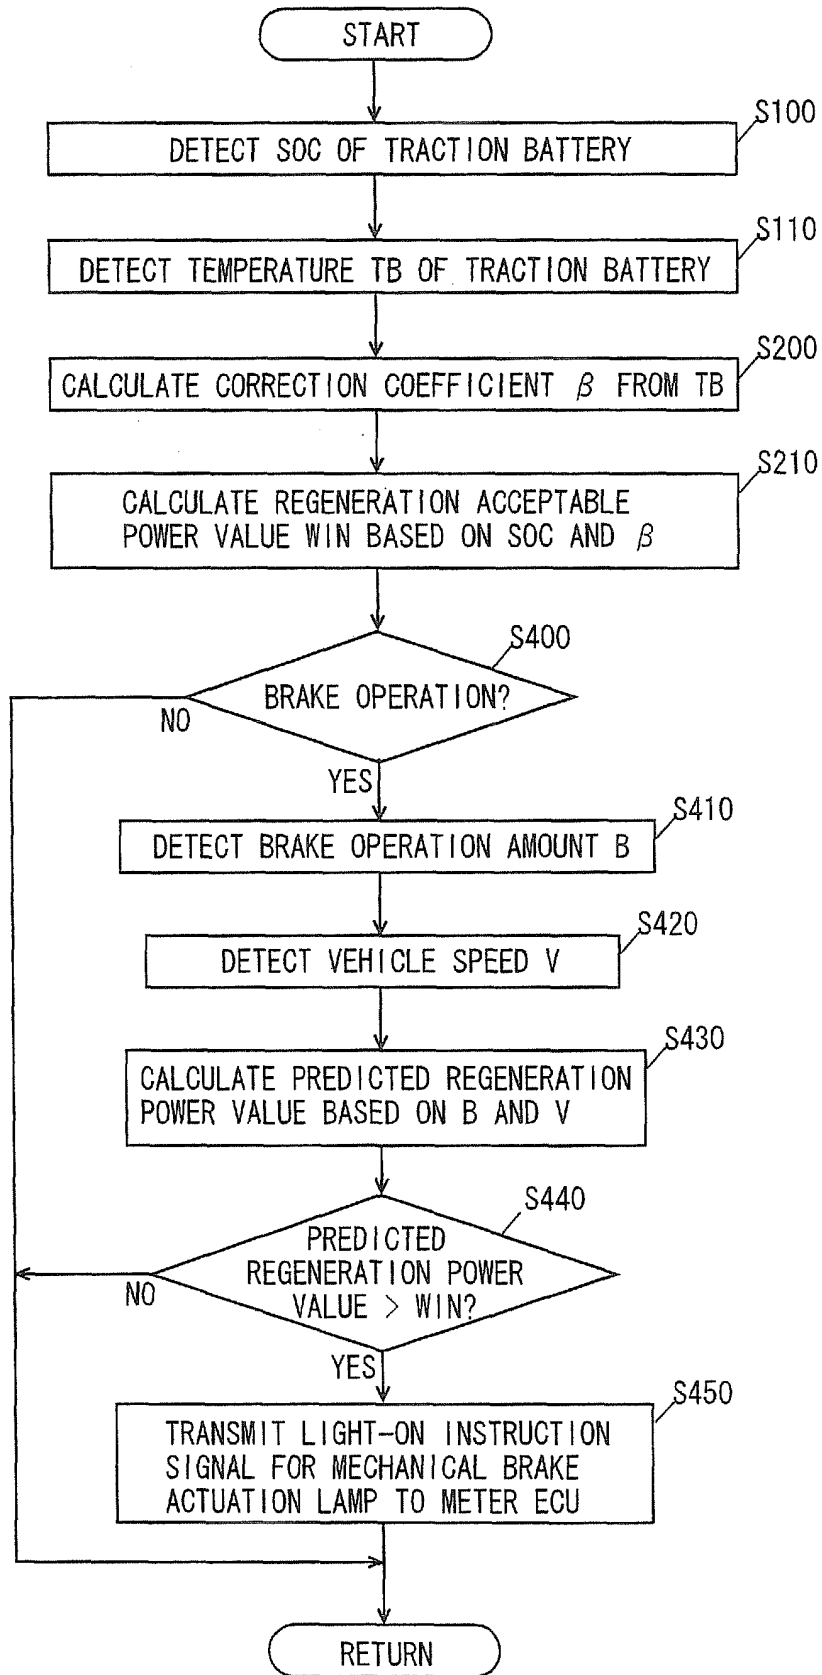 START
S100
DETECT SOC OF TRACTION BATTERY
S110
DETECT TEMPERATURE TB OF TRACTION BATTERY
S200
CALCULATE CORRECTION COEFFICIENT β FROM TB
S210
CALCULATE REGENERATION ACCEPTABLE
POWER VALUE WIN BASED ON SOC AND β
S400
BRAKE OPERATION?
NO
YES
S410
DETECT BRAKE OPERATION AMOUNT B
S420
DETECT VEHICLE SPEED V
S430
CALCULATE PREDICTED REGENERATION
POWER VALUE BASED ON B AND V
S440
PREDICTED
REGENERATION POWER
VALUE > WIN?
NO
YES
S450
TRANSMIT LIGHT-ON INSTRUCTION
SIGNAL FOR MECHANICAL BRAKE
ACTUATION LAMP TO METER ECU
RETURN